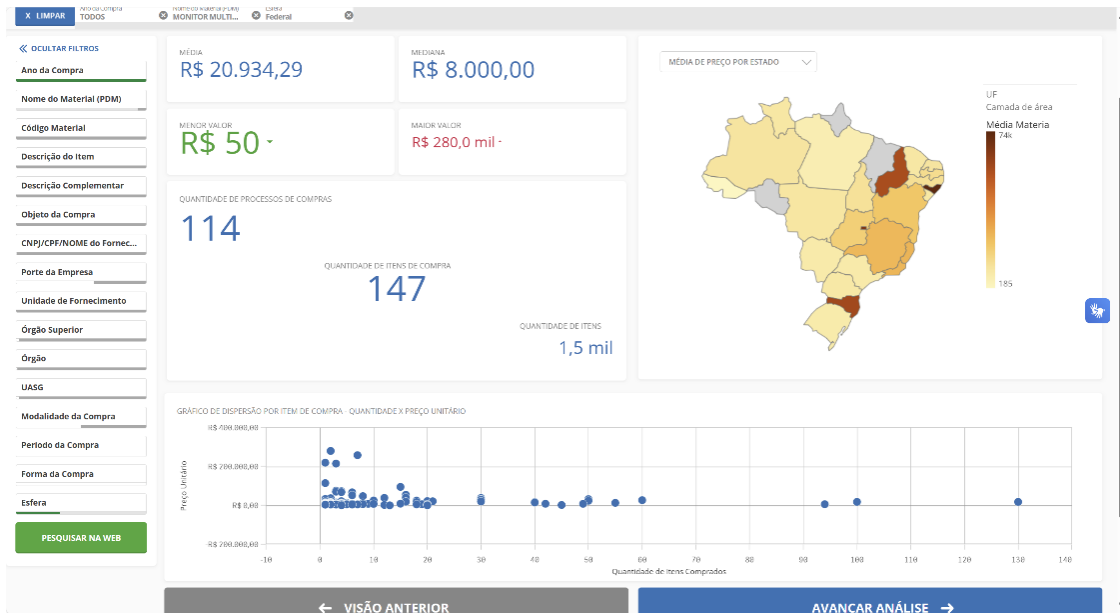 X LIMPAR
Ano da Compra
TODOS
Nome do Material (PDM)
MONITOR MULTI...
Esfera
Federal
OCULTAR FILTROS
Ano da Compra
Nome do Material (PDM)
Código Material
Descrição do Item
Descrição Complementar
Objeto da Compra
CNPJ/CPF/NOME do Fornec...
Porte da Empresa
Unidade de Fornecimento
Órgão Superior
Órgão
UASG
Modalidade da Compra
Período da Compra
Forma da Compra
Esfera
PESQUISAR NA WEB
MÉDIA
R$ 20.934,29
MEDIANA
R$ 8.000,00
MENOR VALOR
R$ 50
MAIOR VALOR
R$ 280,0 mil
QUANTIDADE DE PROCESSOS DE COMPRAS
114
QUANTIDADE DE ITENS DE COMPRA
147
QUANTIDADE DE ITENS
1,5 mil
MÉDIA DE PREÇO POR ESTADO
UF
Camada de área
Média Materia
74k
185
GRÁFICO DE DISPERSÃO POR ITEM DE COMPRA - QUANTIDADE X PREÇO UNITÁRIO
Preço Unitário
R$ 400.000,00
R$ 200.000,00
R$ 0,00
-R$ 200.000,00
-10 0 10 20 30 40 50 60 70 80 90 100 110 120 130 140
Quantidade de Itens Comprados
← VISÃO ANTERIOR
AVANÇAR ANÁLISE →